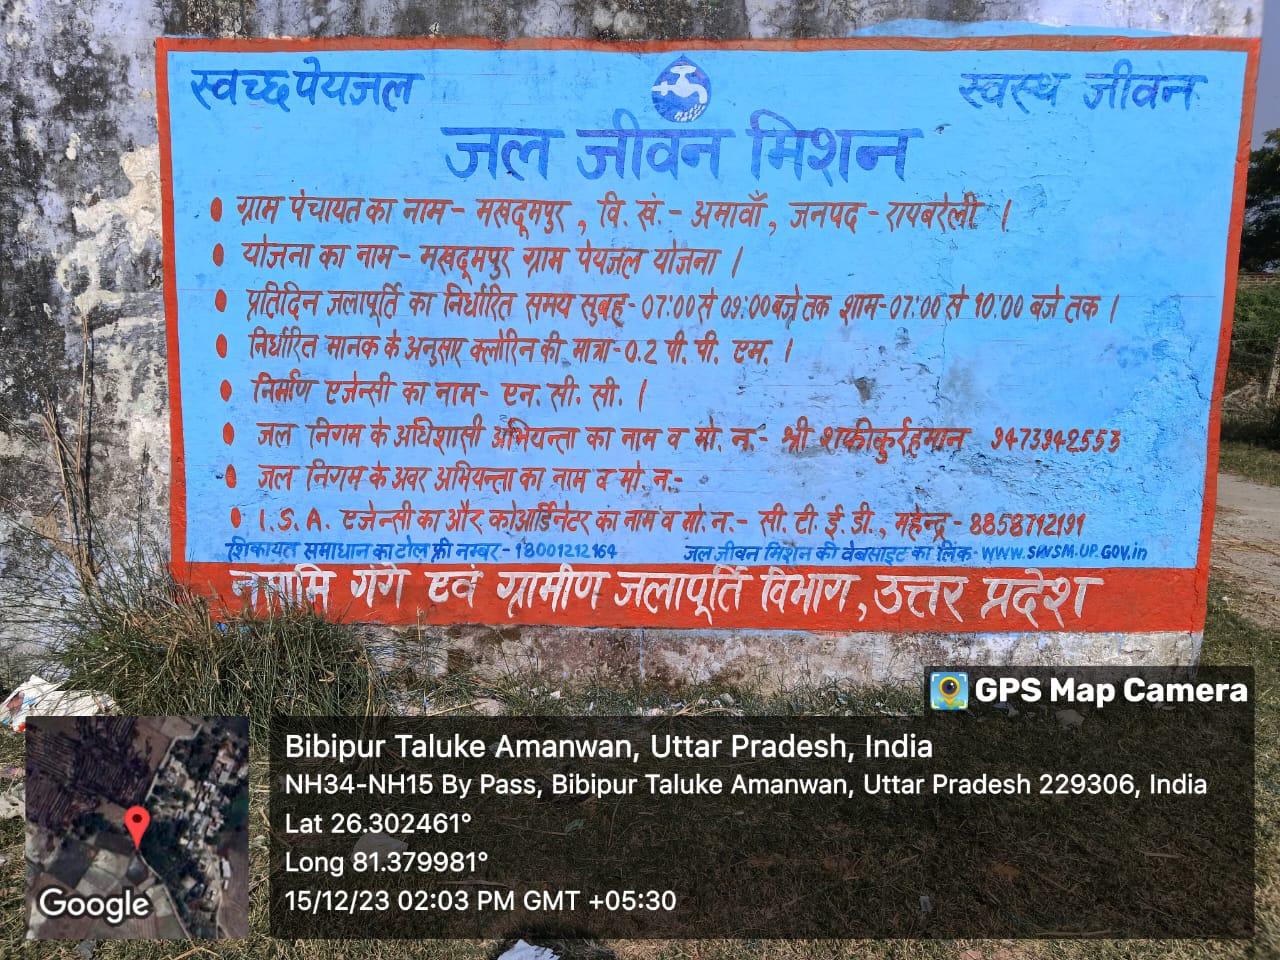 स्वच्छ पेयजल
स्वस्थ जीवन
जल जीवन मिशन
• ग्राम पंचायत का नाम - मखदूमपुर, वि. खं. - अमावाँ, जनपद - रायबरेली ।
• योजना का नाम - मखदूमपुर ग्राम पेयजल योजना ।
• प्रतिदिन जलापूर्ति का निर्धारित समय सुबह - 07:00 से 09:00 बजे तक शाम - 07:00 से 10:00 बजे तक ।
• निर्धारित मानक के अनुसार क्लोरिन की मात्रा - 0.2 पी. पी. एम. ।
• निर्माण एजेन्सी का नाम - एन. सी. सी. ।
• जल निगम के अधिशासी अभियन्ता का नाम व मो. न. - श्री शफीकुर्रहमान 9473942553
• जल निगम के अवर अभियन्ता का नाम व मो. न. -
• I.S.A. एजेन्सी का और कोआर्डिनेटर का नाम व मो. न. - सी. टी. ई. डी., महेन्द्र - 8858712191
शिकायत समाधान का टोल फ्री नम्बर - 18001212164 जल जीवन मिशन की वेबसाइट का लिंक - WWW.SWSM.UP.GOV.in
नमामि गंगे एवं ग्रामीण जलापूर्ति विभाग, उत्तर प्रदेश
GPS Map Camera
Bibipur Taluke Amanwan, Uttar Pradesh, India
NH34-NH15 By Pass, Bibipur Taluke Amanwan, Uttar Pradesh 229306, India
Lat 26.302461°
Long 81.379981°
15/12/23 02:03 PM GMT +05:30
Google